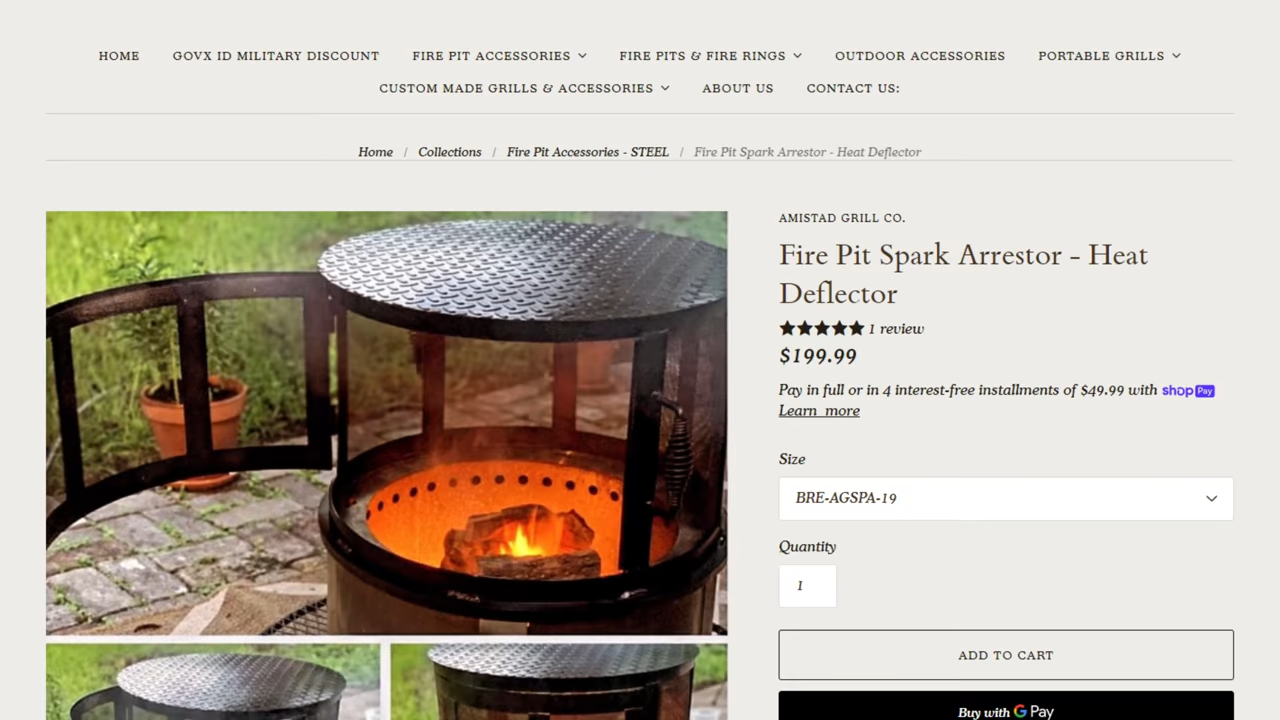 HOME GOVX ID MILITARY DISCOUNT FIRE PIT ACCESSORIES FIRE PITS & FIRE RINGS OUTDOOR ACCESSORIES PORTABLE GRILLS
CUSTOM MADE GRILLS & ACCESSORIES ABOUT US CONTACT US:
Home / Collections / Fire Pit Accessories - STEEL / Fire Pit Spark Arrestor - Heat Deflector
AMISTAD GRILL CO.
Fire Pit Spark Arrestor - Heat
Deflector
★★★★★ 1 review
$199.99
Pay in full or in 4 interest-free installments of $49.99 with shop Pay
Learn more
Size
BRE-AGSPA-19
Quantity
1
ADD TO CART
Buy with G Pay